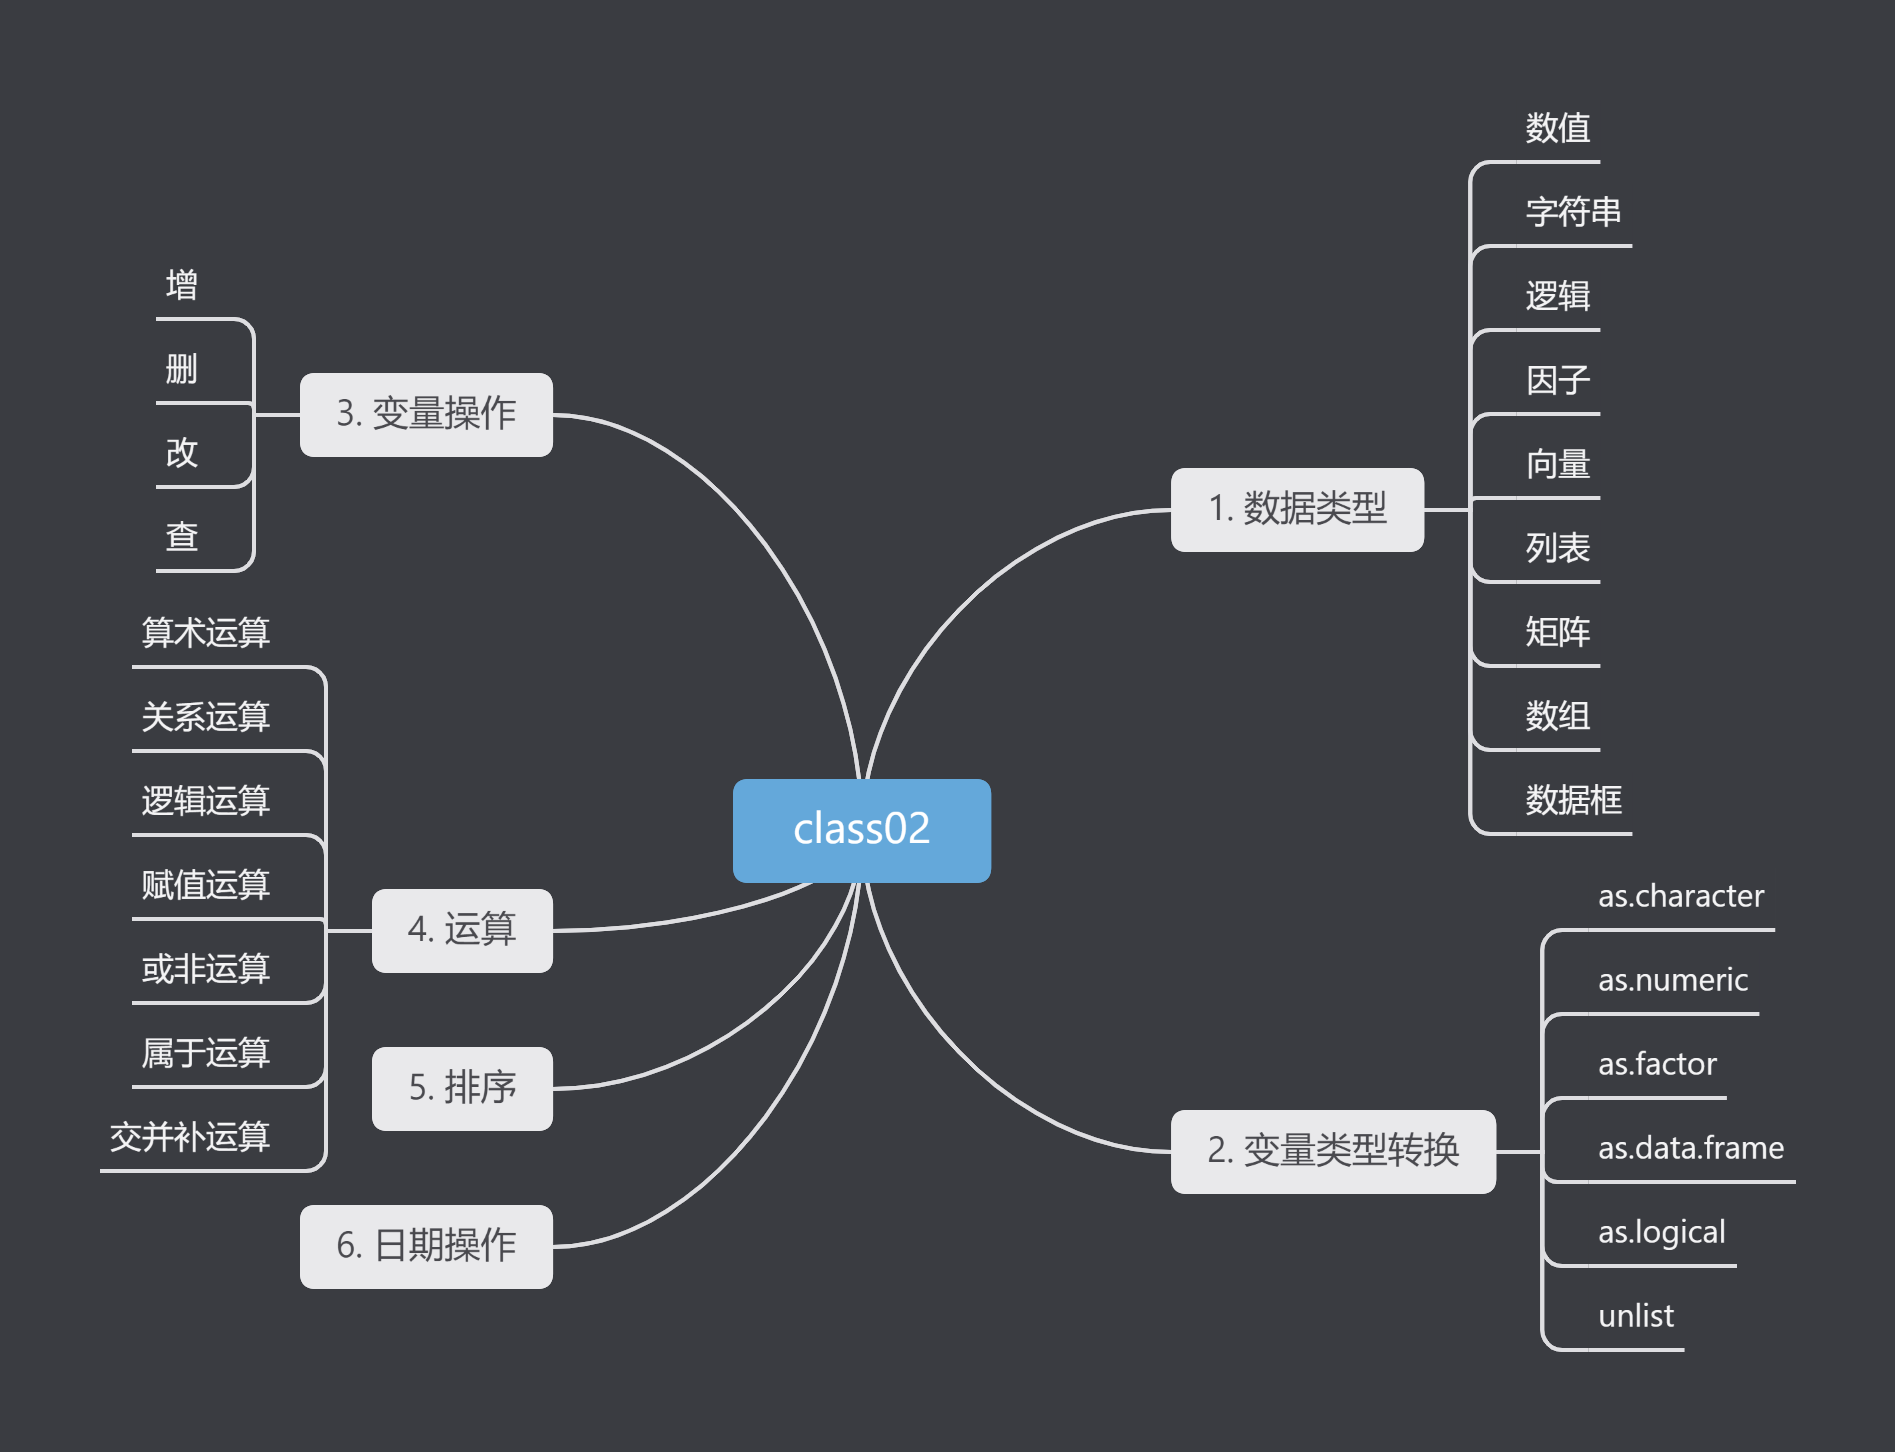 class02
1. 数据类型
数值
字符串
逻辑
因子
向量
列表
矩阵
数组
数据框
2. 变量类型转换
as.character
as.numeric
as.factor
as.data.frame
as.logical
unlist
3. 变量操作
增
删
改
查
4. 运算
算术运算
关系运算
逻辑运算
赋值运算
或非运算
属于运算
交并补运算
5. 排序
6. 日期操作